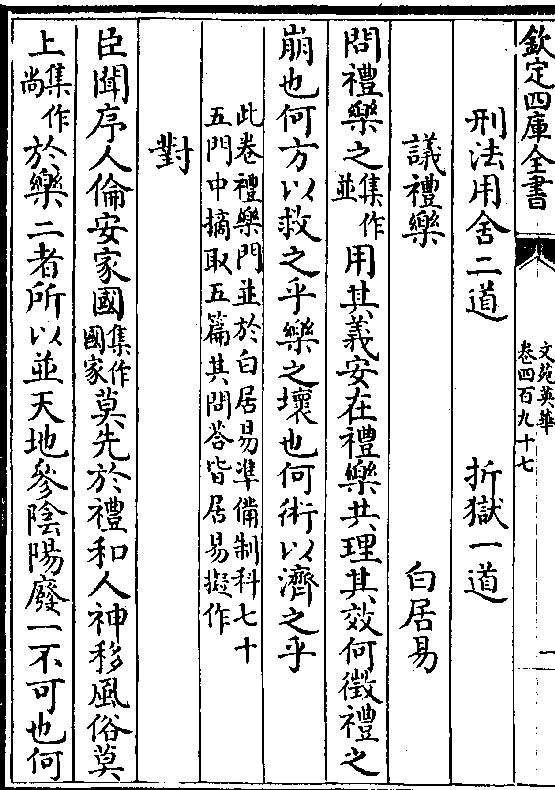 欽定四庫全書
文苑英華
卷四百九十七
一
刑法用舍二道 折獄一道
議禮樂 白居易
問禮樂之集作並用其義安在禮樂共理其效何徵禮之
崩也何方以救之乎樂之壞也何術以濟之乎
此卷禮樂門並於白居易準備制科七十
五門中摘取五篇其問荅皆居易擬作
對
臣聞序人倫安家國集作國家莫先於禮和人神移風俗莫
上集作尚於樂二者所以並天地參陰陽廢一不可也何